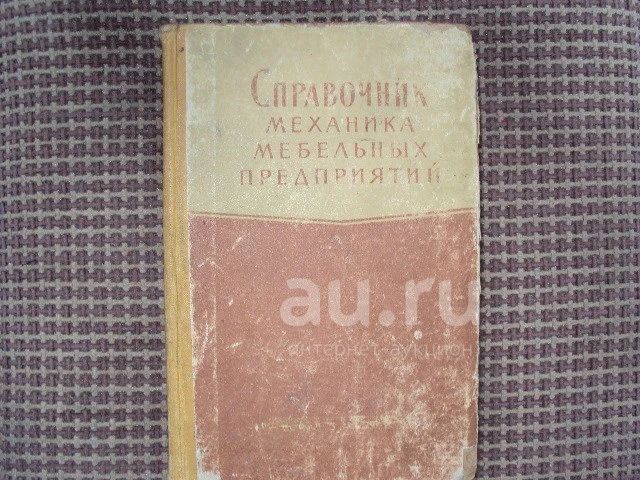 Справочник
механика
мебельных
предприятий
au.ru
интернет-аукцион